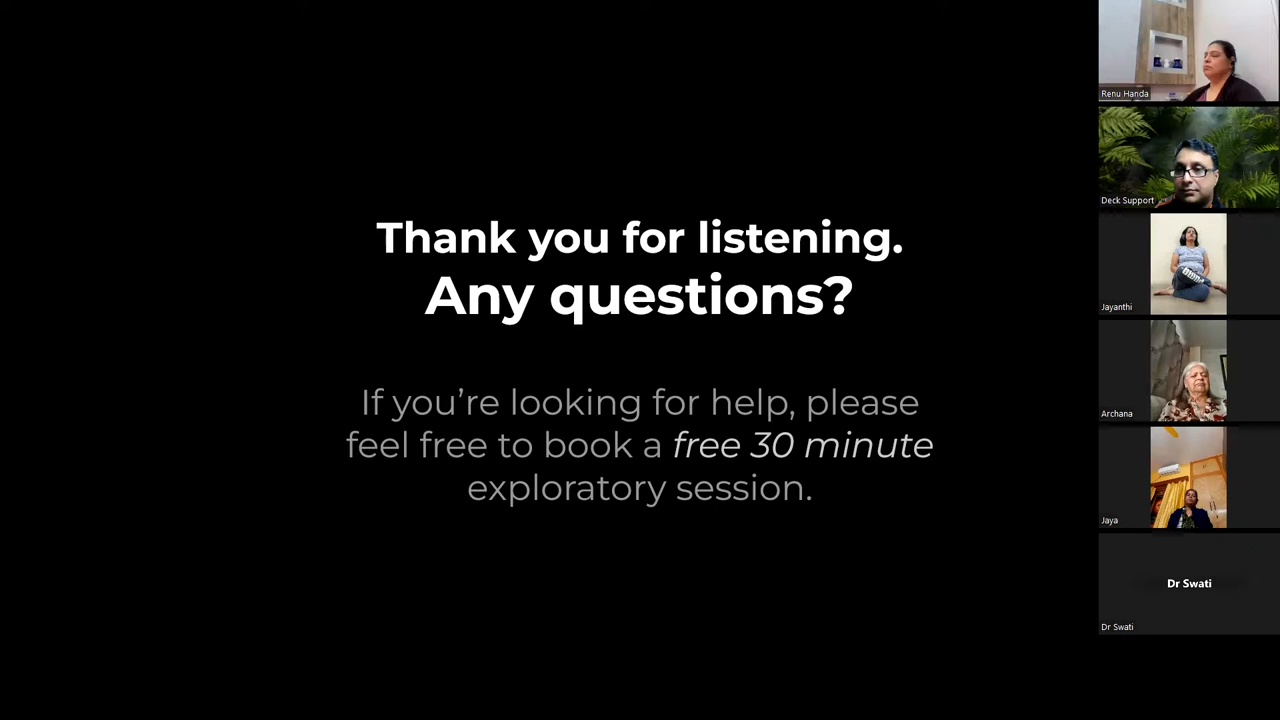 Thank you for listening.
Any questions?
If you’re looking for help, please
feel free to book a free 30 minute
exploratory session.
Renu Handa
Deck Support
Jayanthi
Archana
Jaya
Dr Swati
Dr Swati